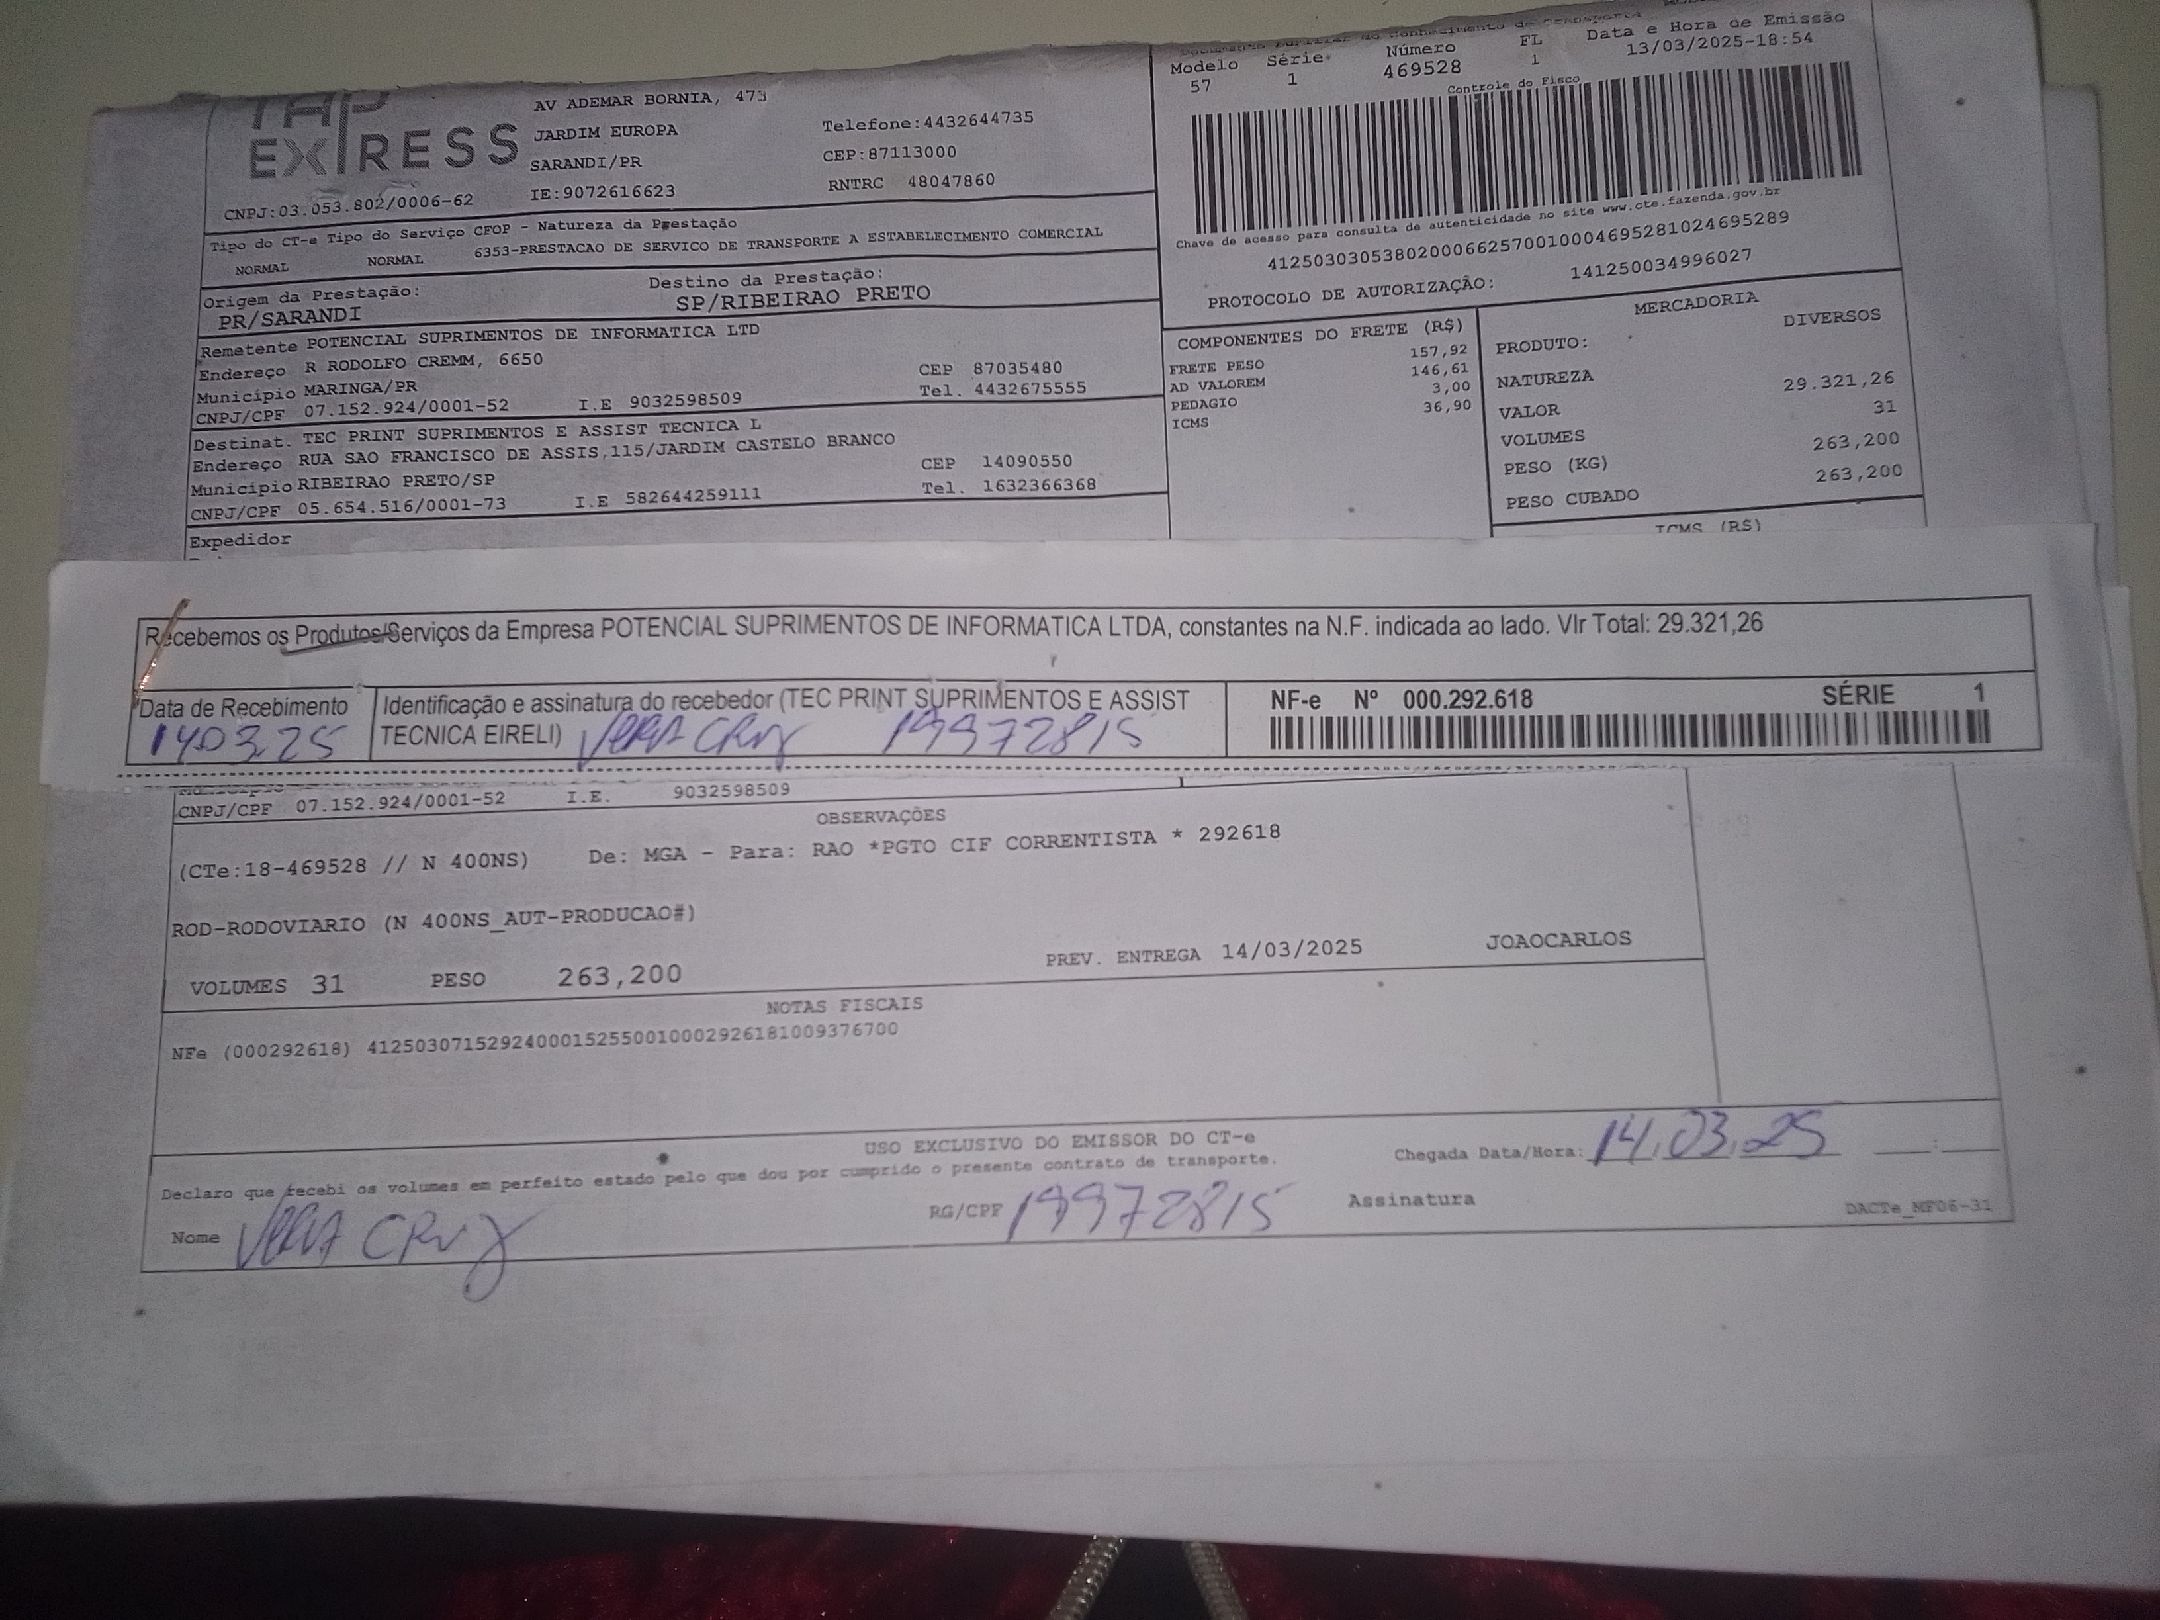 TAP
EXPRESS
AV ADEMAR BORNIA, 473
JARDIM EUROPA
SARANDI/PR
IE:9072616623
Telefone:4432644735
CEP:87113000
RNTRC 48047860
CNPJ:03.053.802/0006-62
Modelo Série Número FL Data e Hora de Emissão
57 1 469528 1 13/03/2025-18:54
Controle do Fisco
Chave de acesso para consulta de autenticidade no site www.cte.fazenda.gov.br
41250303053802000662570010004695281024695289
PROTOCOLO DE AUTORIZAÇÃO: 141250034996027
Tipo do CT-e Tipo do Serviço CFOP - Natureza da Prestação
NORMAL NORMAL 6353-PRESTACAO DE SERVICO DE TRANSPORTE A ESTABELECIMENTO COMERCIAL
Origem da Prestação: Destino da Prestação:
PR/SARANDI SP/RIBEIRAO PRETO
Remetente POTENCIAL SUPRIMENTOS DE INFORMATICA LTD
Endereço R RODOLFO CREMM, 6650 CEP 87035480
Município MARINGA/PR Tel. 4432675555
CNPJ/CPF 07.152.924/0001-52 I.E 9032598509
Destinat. TEC PRINT SUPRIMENTOS E ASSIST TECNICA L
Endereço RUA SAO FRANCISCO DE ASSIS,115/JARDIM CASTELO BRANCO
Município RIBEIRAO PRETO/SP CEP 14090550
CNPJ/CPF 05.654.516/0001-73 I.E 582644259111 Tel. 1632366368
Expedidor
COMPONENTES DO FRETE (R$)
FRETE PESO 157,92
AD VALOREM 146,61
PEDAGIO 3,00
ICMS 36,90
MERCADORIA
PRODUTO: DIVERSOS
NATUREZA
VALOR 29.321,26
VOLUMES 31
PESO (KG) 263,200
PESO CUBADO 263,200
ICMS (R$)
Recebemos os Produtos/Serviços da Empresa POTENCIAL SUPRIMENTOS DE INFORMATICA LTDA, constantes na N.F. indicada ao lado. Vlr Total: 29.321,26
Data de Recebimento
14.03.25
Identificação e assinatura do recebedor (TEC PRINT SUPRIMENTOS E ASSIST
TECNICA EIRELI) VERA CRUZ 19972815
NF-e Nº 000.292.618 SÉRIE 1
CNPJ/CPF 07.152.924/0001-52 I.E. 9032598509
OBSERVAÇÕES
(CTe:18-469528 // N 400NS) De: MGA - Para: RAO *PGTO CIF CORRENTISTA * 292618
ROD-RODOVIARIO (N 400NS_AUT-PRODUCAO#)
VOLUMES 31 PESO 263,200 PREV. ENTREGA 14/03/2025 JOAOCARLOS
NOTAS FISCAIS
NFe (000292618) 41250307152924000152550010002926181009376700
USO EXCLUSIVO DO EMISSOR DO CT-e
Declaro que recebi os volumes em perfeito estado pelo que dou por cumprido o presente contrato de transporte.
Chegada Data/Hora: 14.03.25 :
Nome VERA CRUZ RG/CPF 19972815 Assinatura
DACTe_MF06-31